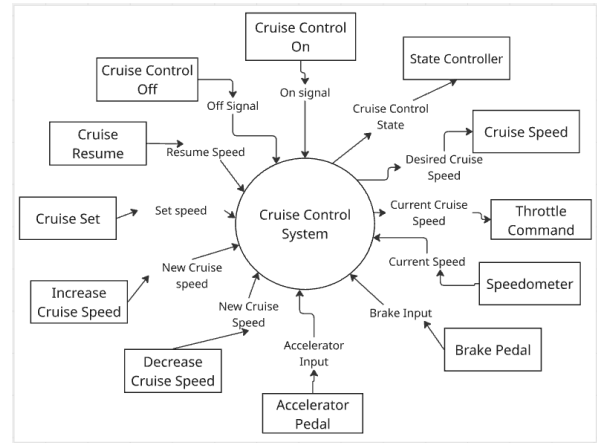 Cruise Control
On
State Controller
Cruise Control
Off
On signal
Off Signal
Cruise Control
State
Cruise Speed
Cruise
Resume
Resume Speed
Desired Cruise
Speed
Cruise Set
Set speed
Cruise Control
System
Current Cruise
Speed
Throttle
Command
New Cruise
speed
Current Speed
Speedometer
Increase
Cruise Speed
New Cruise
Speed
Brake Input
Decrease
Cruise Speed
Accelerator
Input
Brake Pedal
Accelerator
Pedal